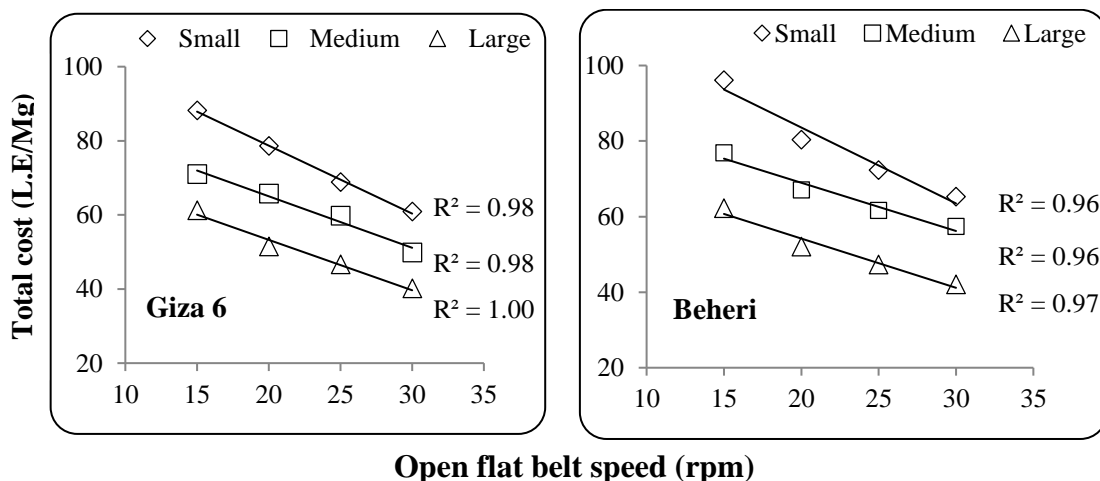 Small Medium Large
100
80
60
40
20
10 15 20 25 30 35
R² = 0.98
R² = 0.98
R² = 1.00
Giza 6
Total cost (L.E/Mg)
Small Medium Large
100
80
60
40
20
10 15 20 25 30 35
R² = 0.96
R² = 0.96
R² = 0.97
Beheri
Open flat belt speed (rpm)